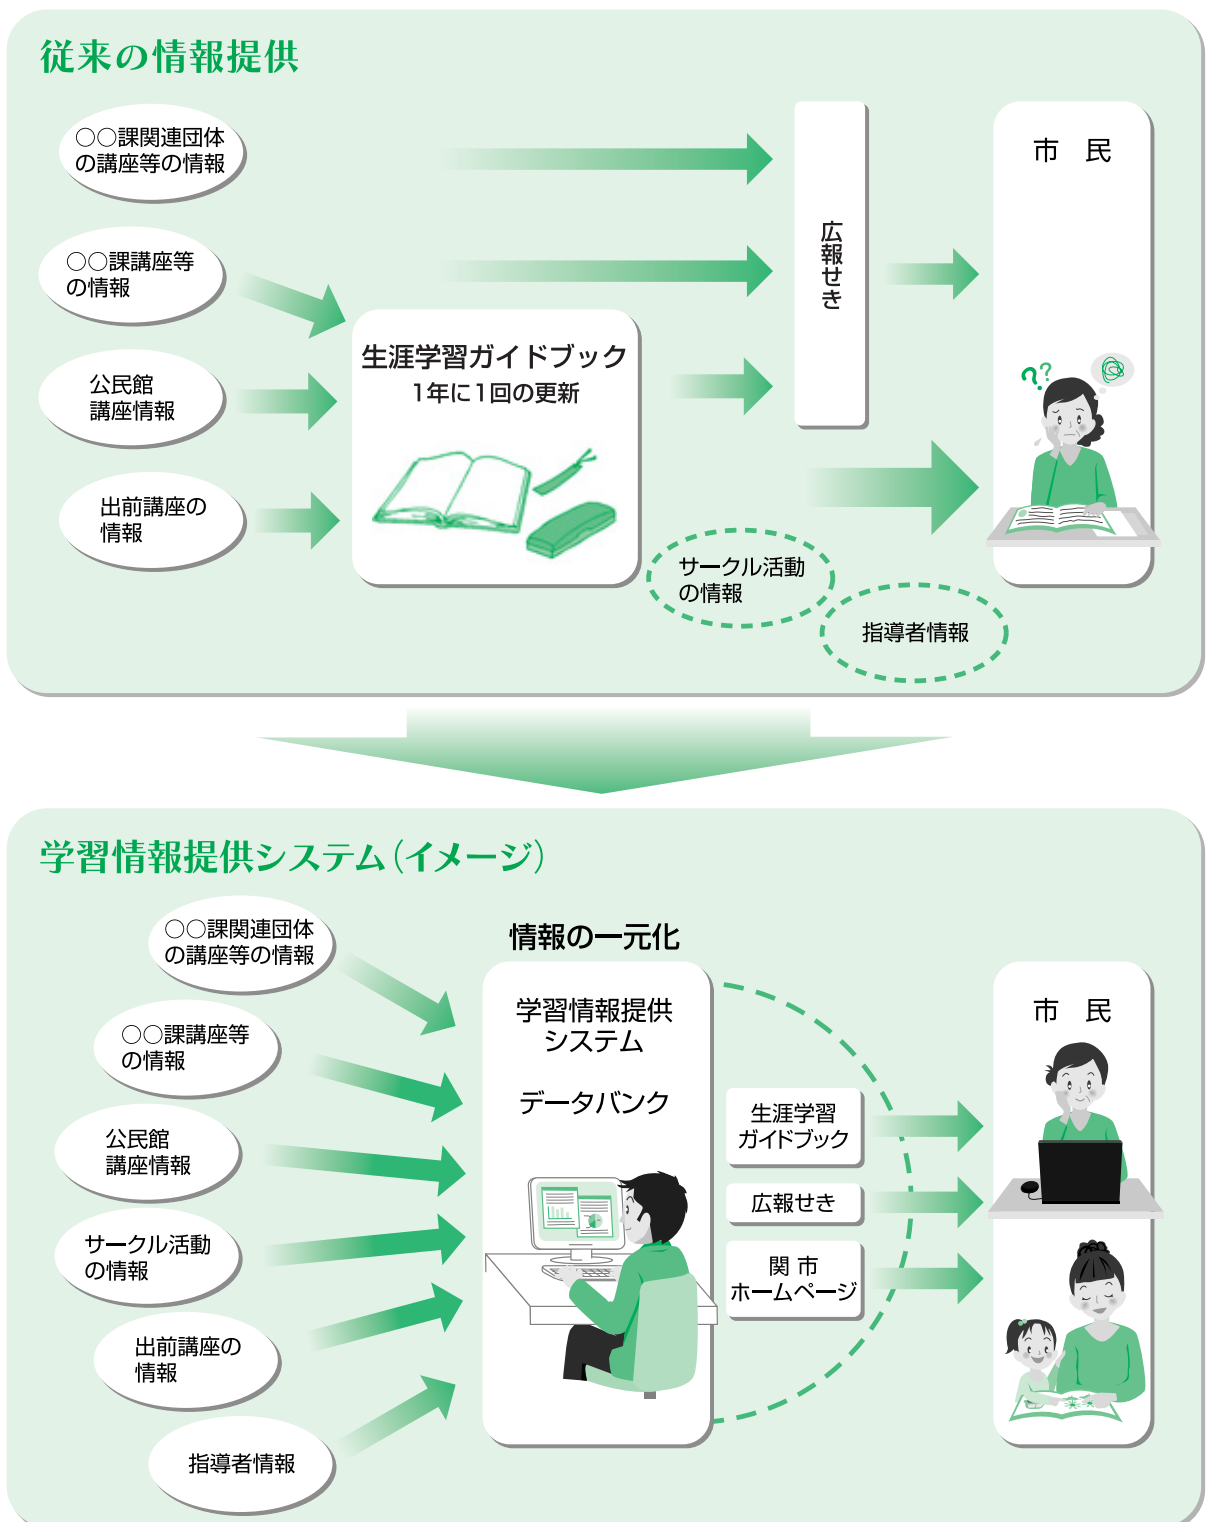 従来の情報提供
○○課関連団体
の講座等の情報
○○課講座等
の情報
公民館
講座情報
出前講座の
情報
生涯学習ガイドブック
1年に1回の更新
広報せき
市 民
??
サークル活動
の情報
指導者情報
学習情報提供システム（イメージ）
○○課関連団体
の講座等の情報
○○課講座等
の情報
公民館
講座情報
サークル活動
の情報
出前講座の
情報
指導者情報
情報の一元化
学習情報提供
システム
データバンク
生涯学習
ガイドブック
広報せき
関 市
ホームページ
市 民